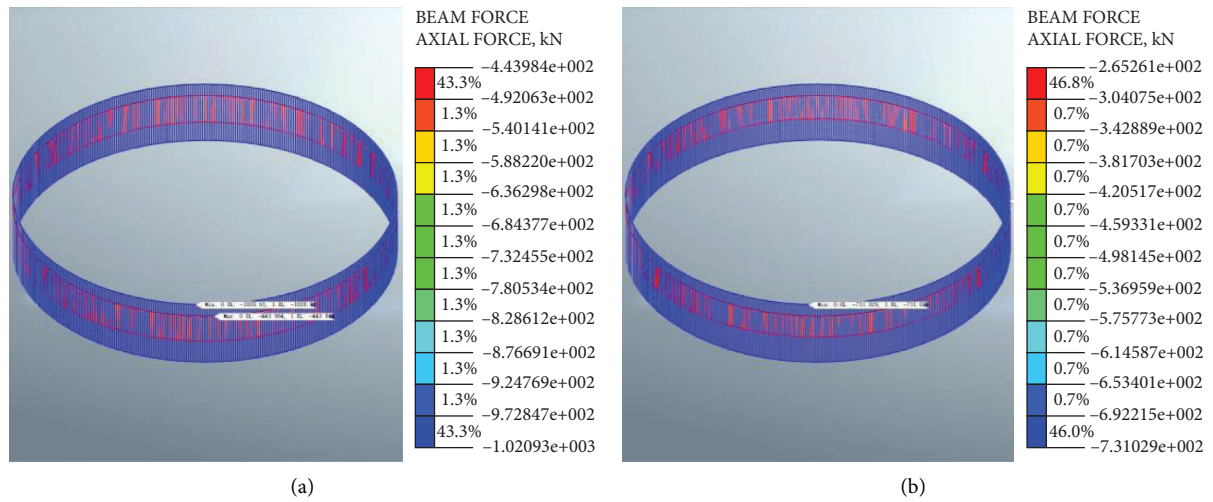 BEAM FORCE
AXIAL FORCE, kN
−4.43984e+002
43.3%
−4.92063e+002
1.3%
−5.40141e+002
1.3%
−5.88220e+002
1.3%
−6.36298e+002
1.3%
−6.84377e+002
1.3%
−7.32455e+002
1.3%
−7.80534e+002
1.3%
−8.28612e+002
1.3%
−8.76691e+002
1.3%
−9.24769e+002
1.3%
−9.72847e+002
43.3%
−1.02093e+003
(a)
BEAM FORCE
AXIAL FORCE, kN
−2.65261e+002
46.8%
−3.04075e+002
0.7%
−3.42889e+002
0.7%
−3.81703e+002
0.7%
−4.20517e+002
0.7%
−4.59331e+002
0.7%
−4.98145e+002
0.7%
−5.36959e+002
0.7%
−5.75773e+002
0.7%
−6.14587e+002
0.7%
−6.53401e+002
0.7%
−6.92215e+002
46.0%
−7.31029e+002
(b)